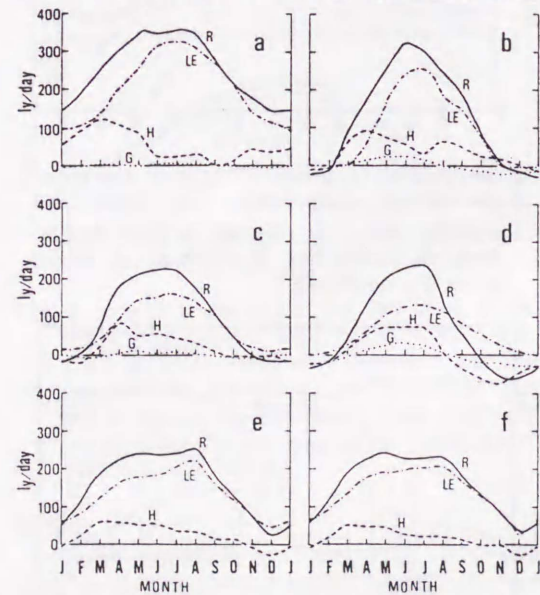 400
300
200
100
0
ly/day
a
R
LE
H
G
b
R
LE
H
G
400
300
200
100
0
ly/day
c
R
LE
H
G
d
R
LE
H
G
400
300
200
100
0
ly/day
e
R
LE
H
f
R
LE
H
J F M A M J J A S O N D J
MONTH
J F M A M J J A S O N D J
MONTH